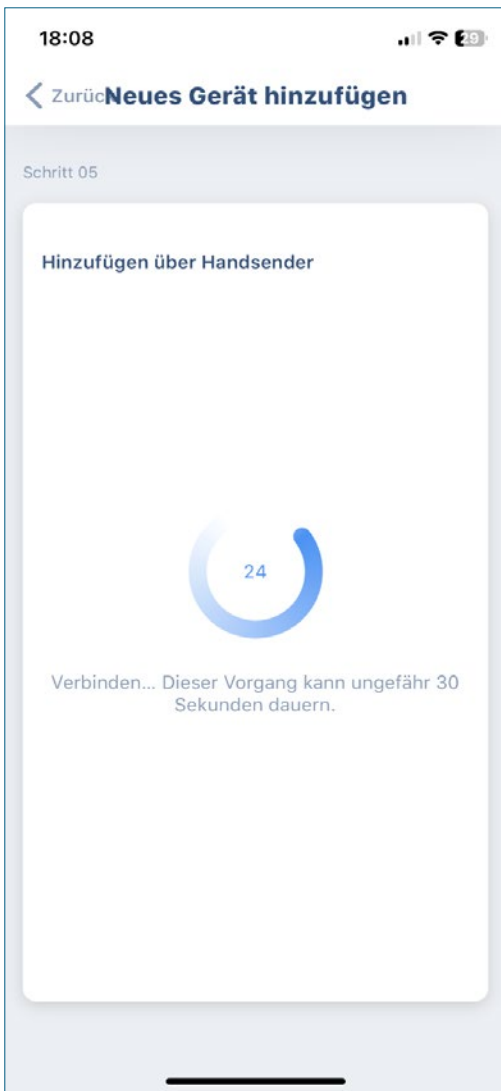 18:08
29
Zurüc Neues Gerät hinzufügen
Schritt 05
Hinzufügen über Handsender
24
Verbinden... Dieser Vorgang kann ungefähr 30
Sekunden dauern.